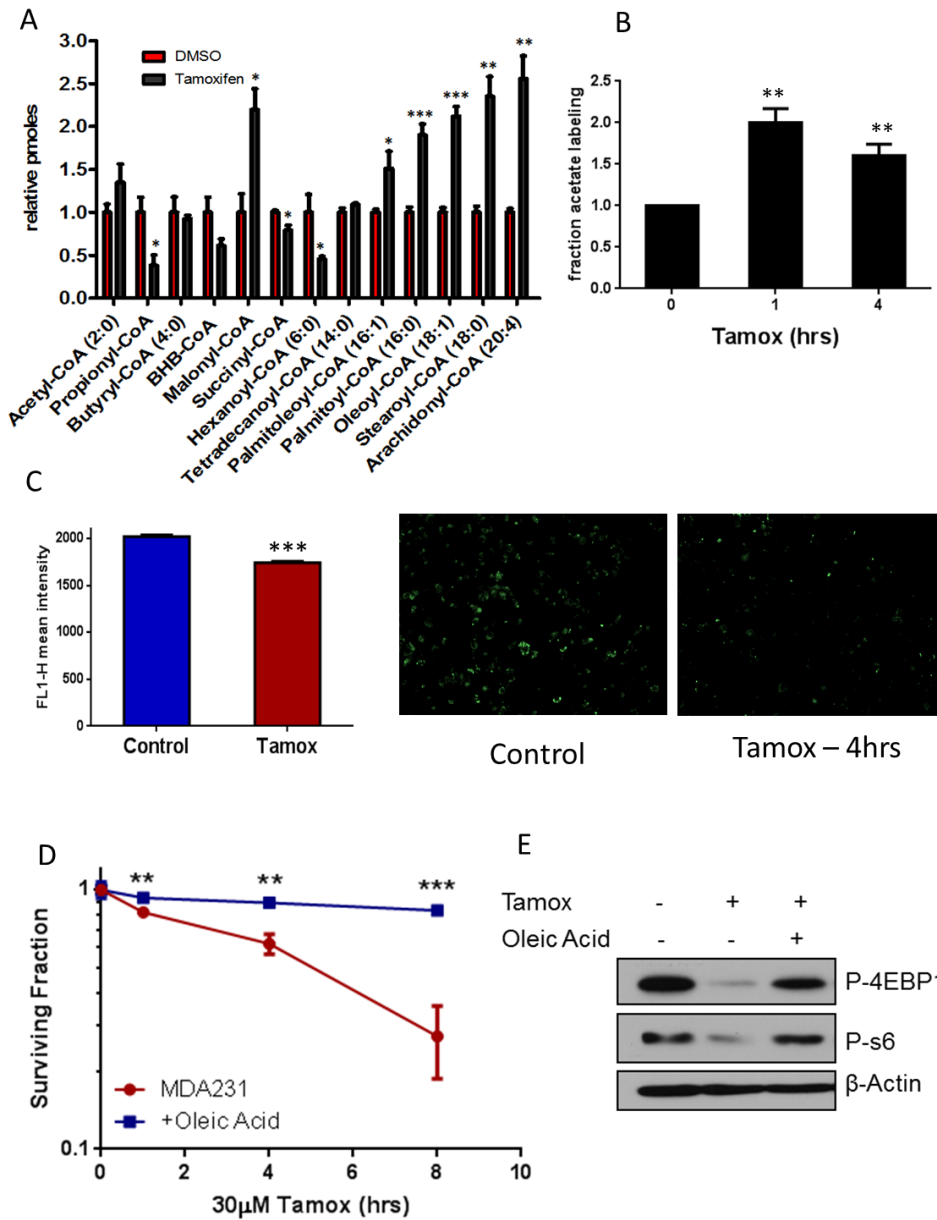 A
3.0
2.5
2.0
1.5
1.0
0.5
0.0
relative pmoles
DMSO
Tamoxifen
*
*
*
*
*
***
***
**
**
*
Acetyl-CoA (2:0)
Propionyl-CoA
Butyryl-CoA (4:0)
BHB-CoA
Malonyl-CoA
Succinyl-CoA
Hexanoyl-CoA (6:0)
Tetradecanoyl-CoA (14:0)
Palmitoleoyl-CoA (16:1)
Palmitoyl-CoA (16:0)
Oleoyl-CoA (18:1)
Stearoyl-CoA (18:0)
Arachidonyl-CoA (20:4)
B
fraction acetate labeling
2.5
2.0
1.5
1.0
0.5
0.0
**
**
0 1 4
Tamox (hrs)
C
FL1-H mean intensity
2000
1500
1000
500
0
***
Control Tamox
Control
Tamox – 4hrs
D
Surviving Fraction
1
0.1
** ** ***
MDA231
+Oleic Acid
0 2 4 6 8 10
30µM Tamox (hrs)
E
Tamox - + +
Oleic Acid - - +
P-4EBP1
P-s6
β-Actin